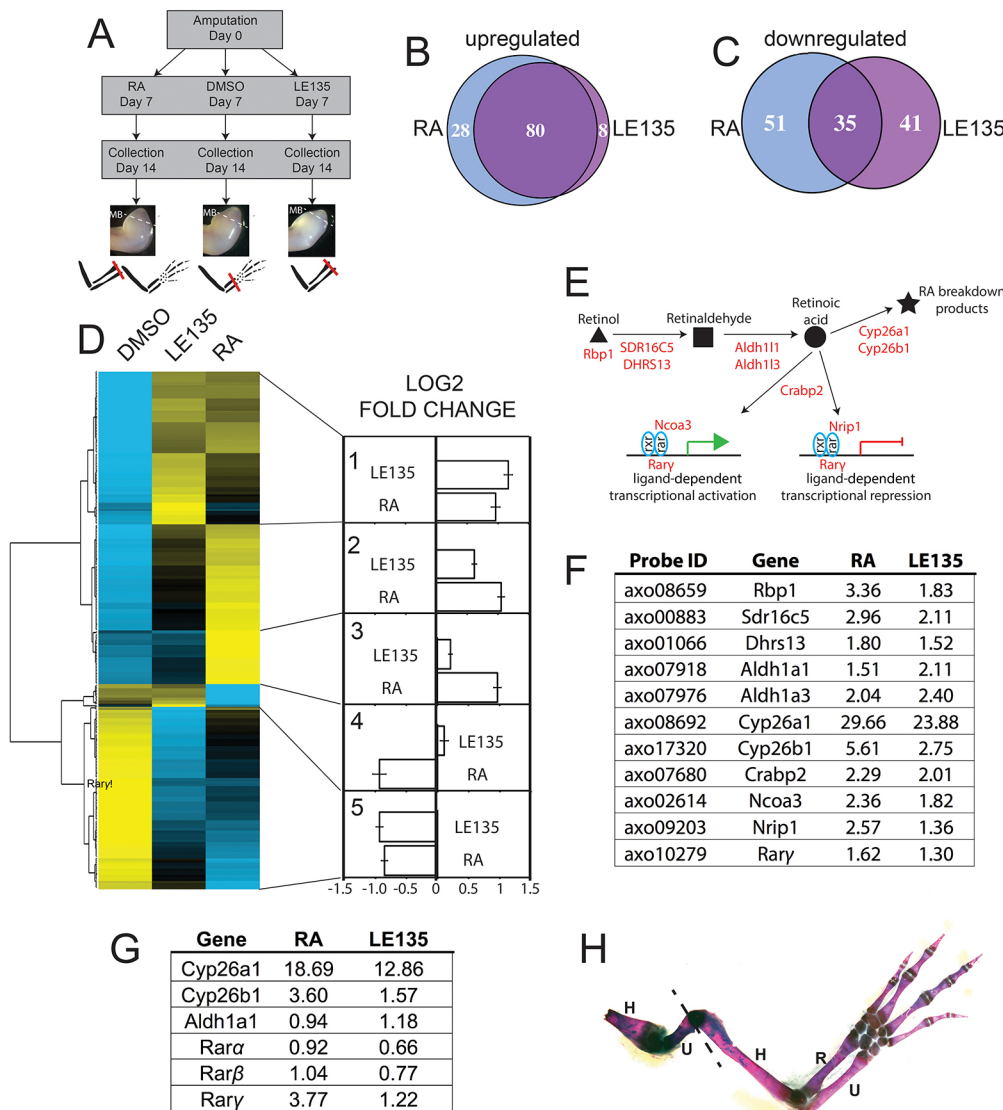 A
Amputation
Day 0
RA
Day 7
DMSO
Day 7
LE135
Day 7
Collection
Day 14
Collection
Day 14
Collection
Day 14
MB
MB
MB
B
upregulated
RA
28
80
8
LE135
C
downregulated
RA
51
35
41
LE135
D
DMSO
LE135
RA
Rarγ!
LOG2
FOLD CHANGE
1
LE135
RA
2
LE135
RA
3
LE135
RA
4
LE135
RA
5
LE135
RA
-1.5 -1.0 -0.5 0 0.5 1.5
E
Retinol
Retinaldehyde
Retinoic
acid
RA breakdown
products
Rbp1
SDR16C5
DHRS13
Aldh1l1
Aldh1l3
Cyp26a1
Cyp26b1
Crabp2
Ncoa3
rxr
rar
Rarγ
ligand-dependent
transcriptional activation
Nrip1
rxr
rar
Rarγ
ligand-dependent
transcriptional repression
F
Probe ID Gene RA LE135
axo08659 Rbp1 3.36 1.83
axo00883 Sdr16c5 2.96 2.11
axo01066 Dhrs13 1.80 1.52
axo07918 Aldh1a1 1.51 2.11
axo07976 Aldh1a3 2.04 2.40
axo08692 Cyp26a1 29.66 23.88
axo17320 Cyp26b1 5.61 2.75
axo07680 Crabp2 2.29 2.01
axo02614 Ncoa3 2.36 1.82
axo09203 Nrip1 2.57 1.36
axo10279 Rarγ 1.62 1.30
G
Gene RA LE135
Cyp26a1 18.69 12.86
Cyp26b1 3.60 1.57
Aldh1a1 0.94 1.18
Rarα 0.92 0.66
Rarβ 1.04 0.77
Rarγ 3.77 1.22
H
H
U
H
R
U